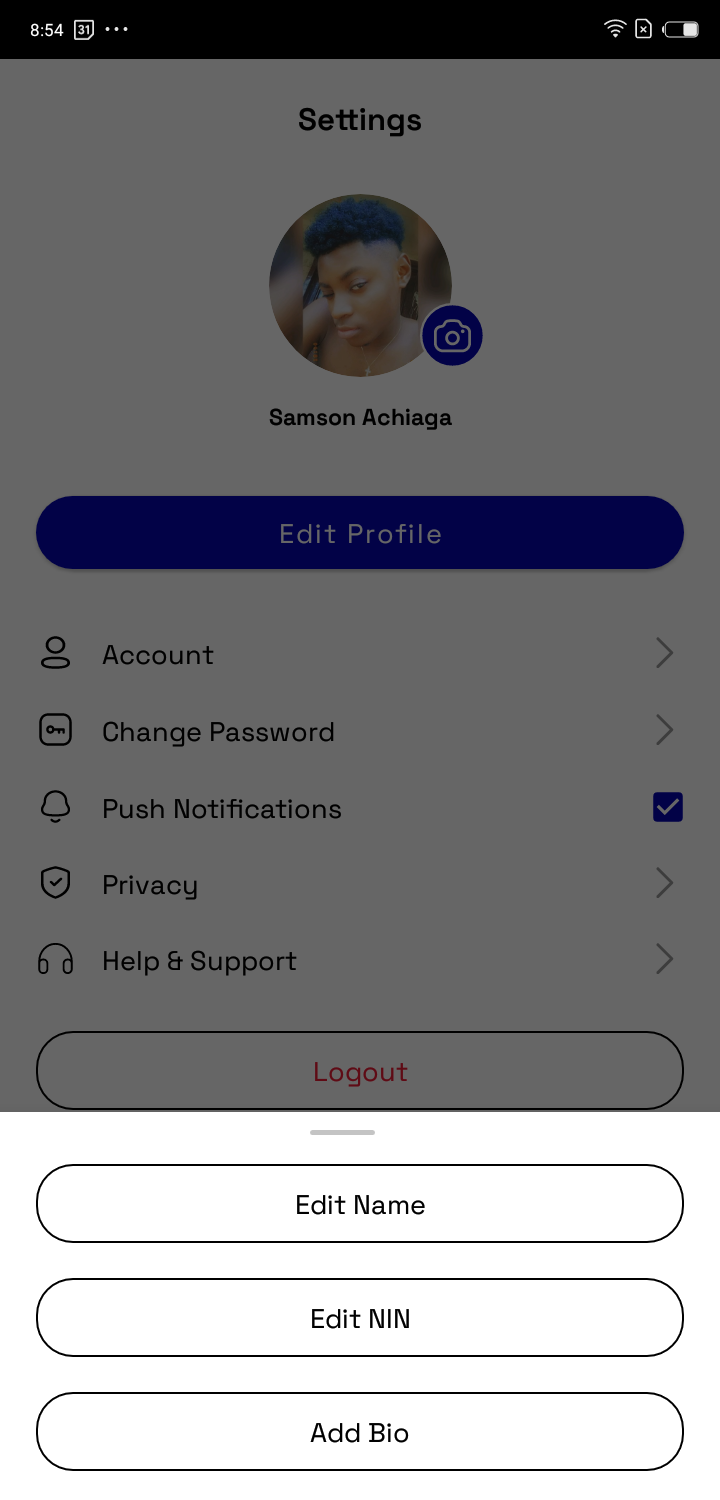 8:54 31
Settings
Samson Achiaga
Edit Profile
Account
Change Password
Push Notifications
Privacy
Help & Support
Logout
Edit Name
Edit NIN
Add Bio